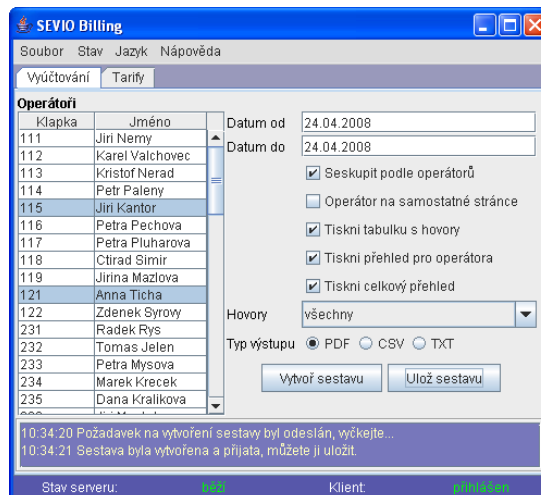 SEVIO Billing
Soubor Stav Jazyk Nápověda
Vyúčtování Tarify
Operátoři
Klapka Jméno
111 Jiri Nemy
112 Karel Valchovec
113 Kristof Nerad
114 Petr Paleny
115 Jiri Kantor
116 Petra Pechova
117 Petra Pluharova
118 Ctirad Simir
119 Jirina Mazlova
121 Anna Ticha
122 Zdenek Syrovy
231 Radek Rys
232 Tomas Jelen
233 Petra Mysova
234 Marek Krecek
235 Dana Kralikova
Datum od 24.04.2008
Datum do 24.04.2008
Seskupit podle operátorů
Operátor na samostatné stránce
Tiskni tabulku s hovory
Tiskni přehled pro operátora
Tiskni celkový přehled
Hovory všechny
Typ výstupu PDF CSV TXT
Vytvoř sestavu Ulož sestavu
10:34:20 Požadavek na vytvoření sestavy byl odeslán, vyčkejte...
10:34:21 Sestava byla vytvořena a přijata, můžete ji uložit.
Stav serveru: běží Klient: přihlášen